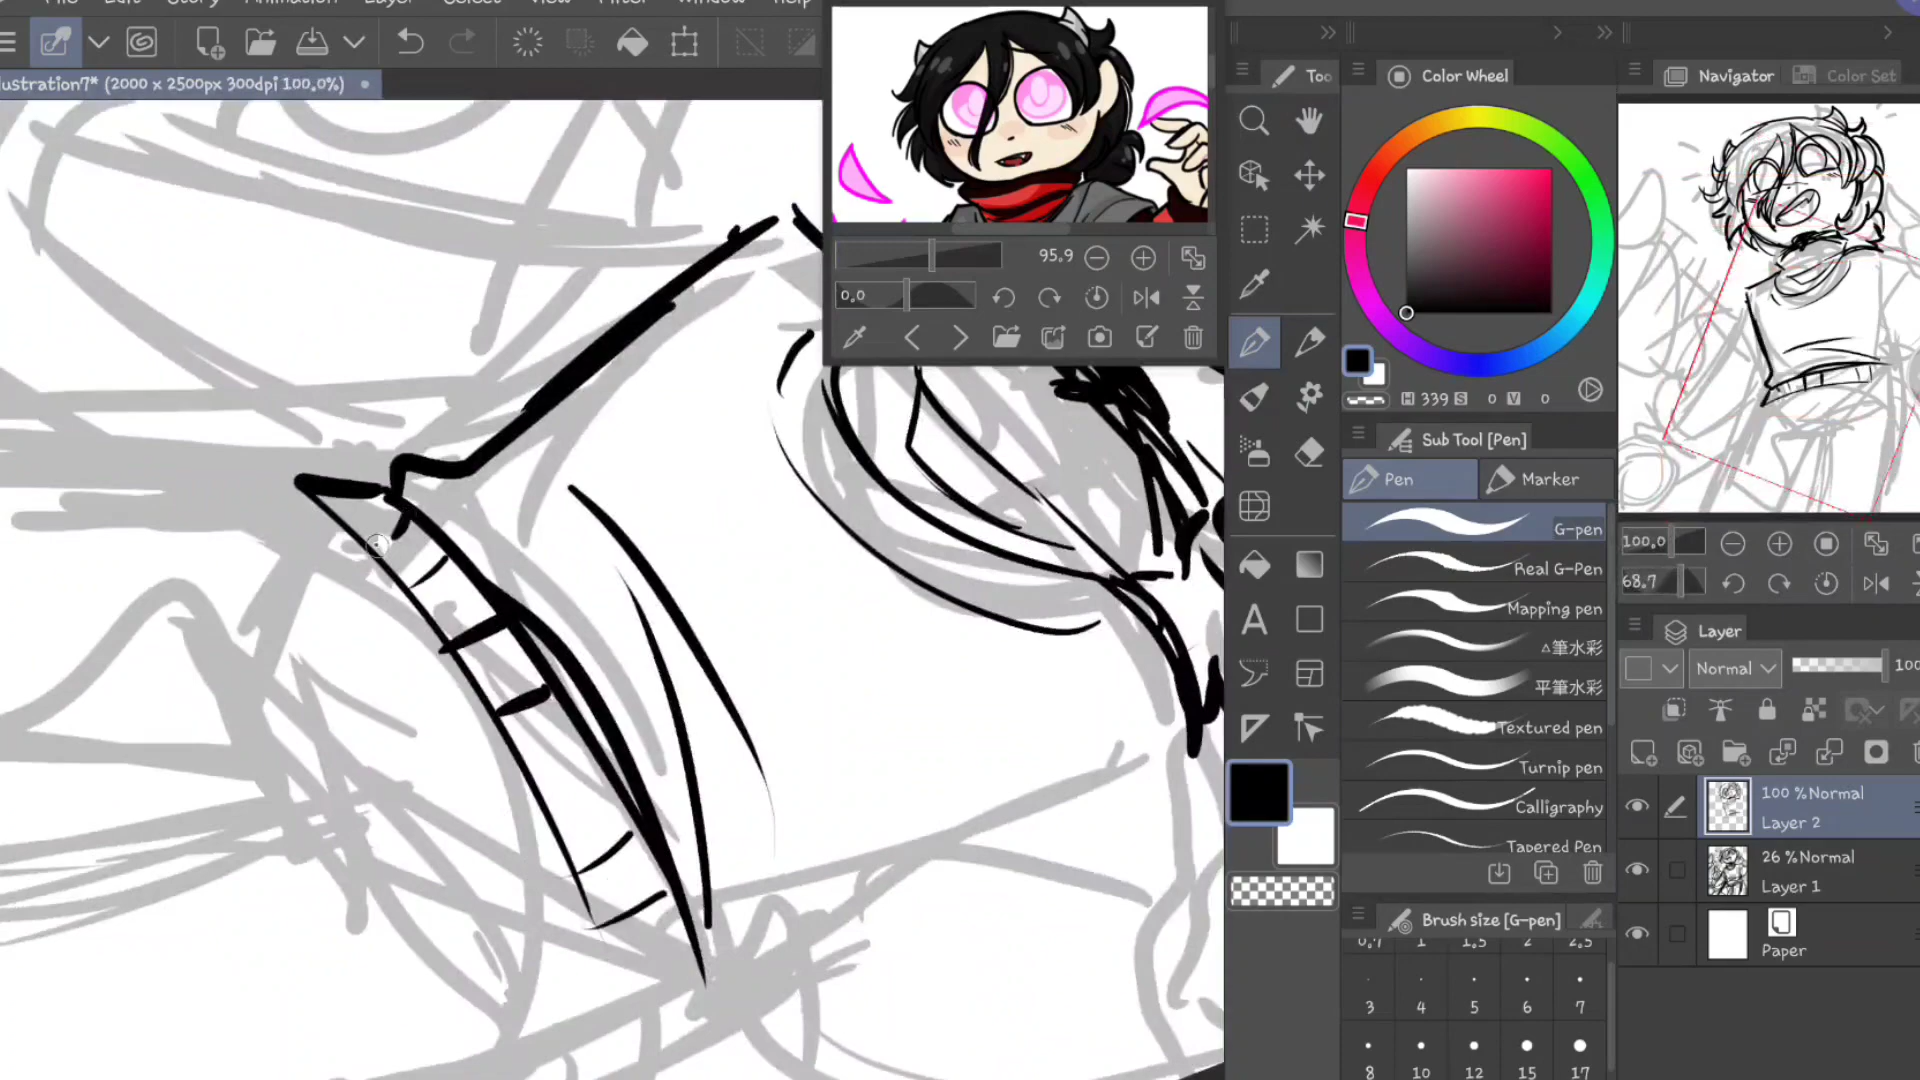 File Edit Story Animation Layer Select View Filter Window Help
lustration7* (2000 x 2500px 300dpi 100.0%)
95.9
0.0
Too
Color Wheel
H 339 S 0 V 0
Sub Tool [Pen]
Pen
Marker
G-pen
Real G-Pen
Mapping pen
△筆水彩
平筆水彩
Textured pen
Turnip pen
Calligraphy
Tapered Pen
Brush size [G-pen]
0.7 1 1.5 2 2.5
3 4 5 6 7
8 10 12 15 17
Navigator
Color Set
100.0
68.7
Layer
Normal
100
100 %Normal
Layer 2
26 %Normal
Layer 1
Paper